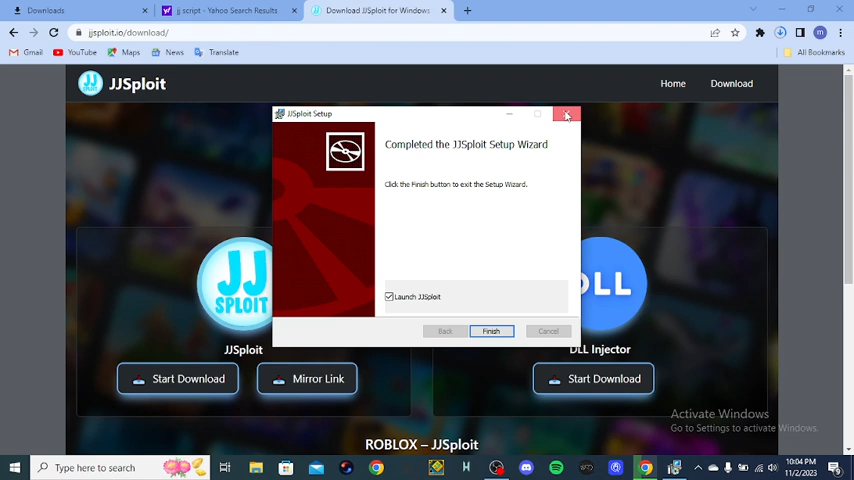 Downloads
jj script - Yahoo Search Results
Download JJSploit for Windows
jjsploit.io/download/
Gmail
YouTube
Maps
News
Translate
All Bookmarks
JJ SPLOIT
JJSploit
Home
Download
JJSploit Setup
Completed the JJSploit Setup Wizard
Click the Finish button to exit the Setup Wizard.
Launch JJSploit
Back
Finish
Cancel
JJ
SPLOIT
DLL
JJSploit
DLL Injector
Start Download
Mirror Link
Start Download
Activate Windows
Go to Settings to activate Windows.
ROBLOX – JJSploit
Type here to search
10:04 PM
11/2/2023